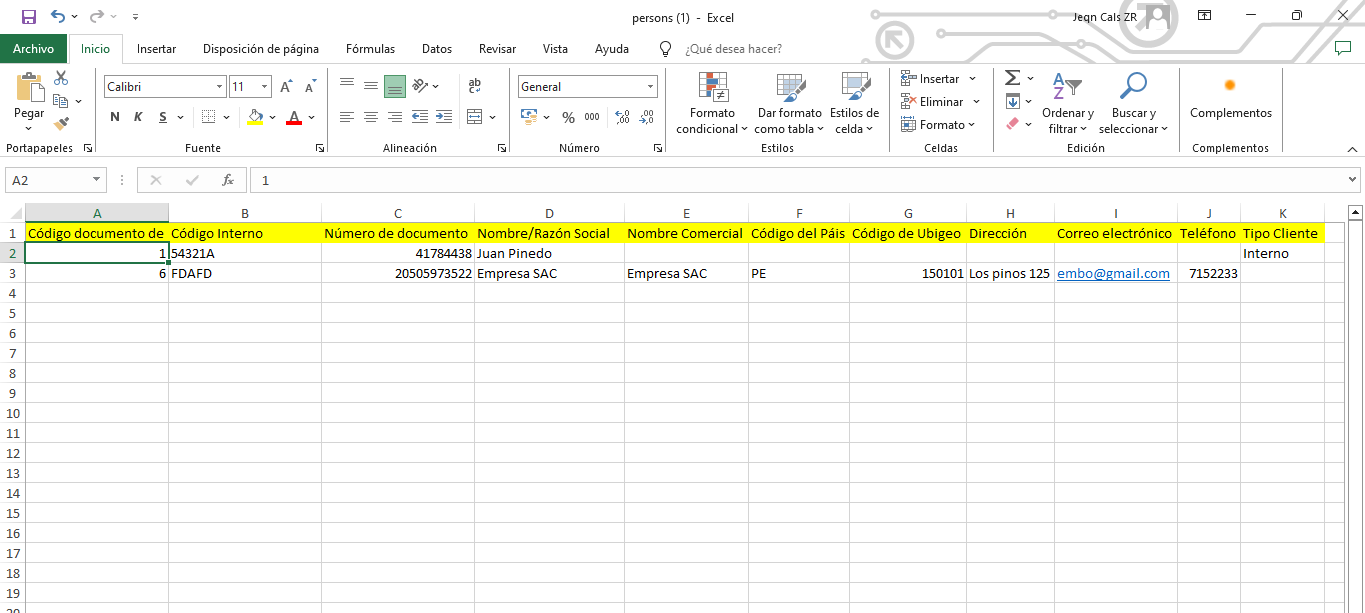 persons (1) - Excel
Jeqn Cals ZR
Archivo Inicio Insertar Disposición de página Fórmulas Datos Revisar Vista Ayuda ¿Qué desea hacer?
Pegar
Portapapeles
Calibri 11
N K S A
Fuente
ab
Alineación
General
% 000
Número
Formato condicional
Dar formato como tabla
Estilos de celda
Estilos
Insertar
Eliminar
Formato
Celdas
Ordenar y filtrar
Buscar y seleccionar
Edición
Complementos
Complementos
A2 fx 1
A B C D E F G H I J K
1 Código documento de Código Interno Número de documento Nombre/Razón Social Nombre Comercial Código del Páis Código de Ubigeo Dirección Correo electrónico Teléfono Tipo Cliente
2 1 54321A 41784438 Juan Pinedo Interno
3 6 FDAFD 20505973522 Empresa SAC Empresa SAC PE 150101 Los pinos 125 embo@gmail.com 7152233
4
5
6
7
8
9
10
11
12
13
14
15
16
17
18
19
20